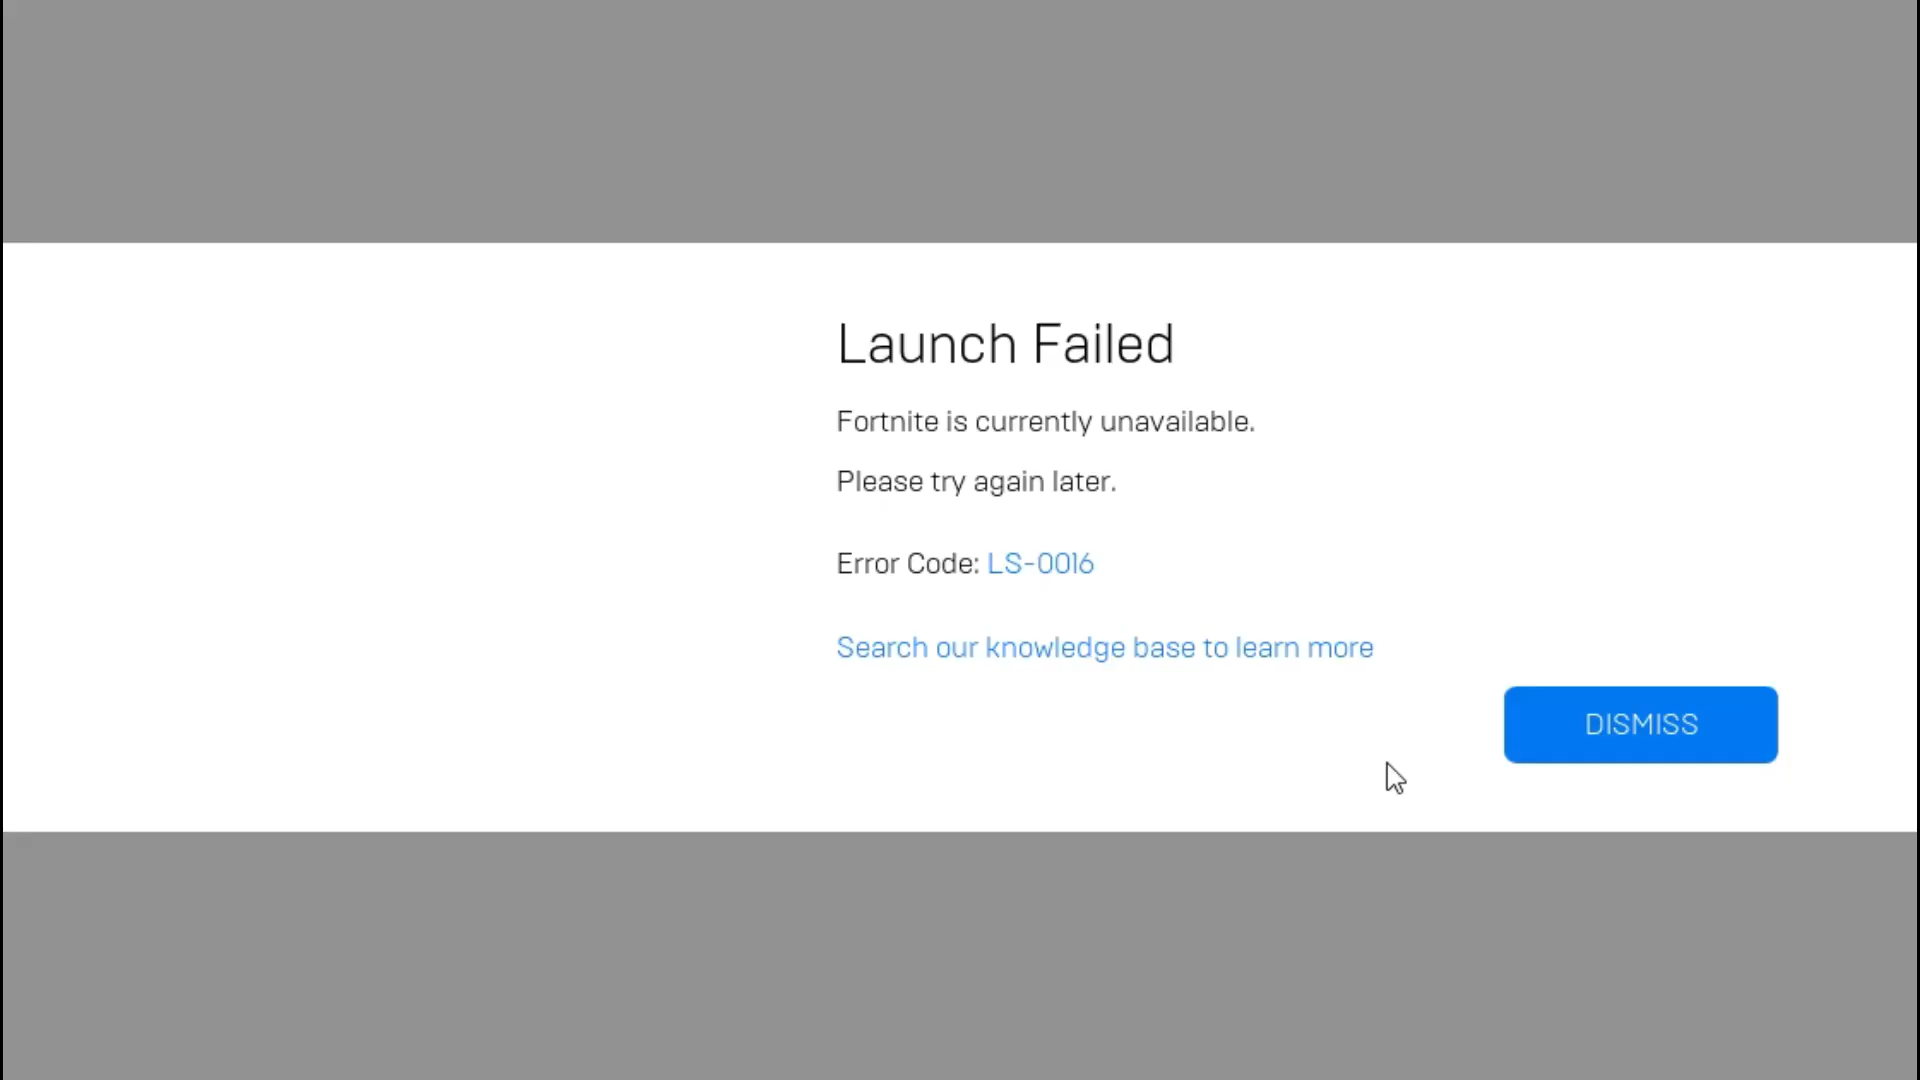 Launch Failed
Fortnite is currently unavailable.
Please try again later.
Error Code: LS-0016
Search our knowledge base to learn more
DISMISS